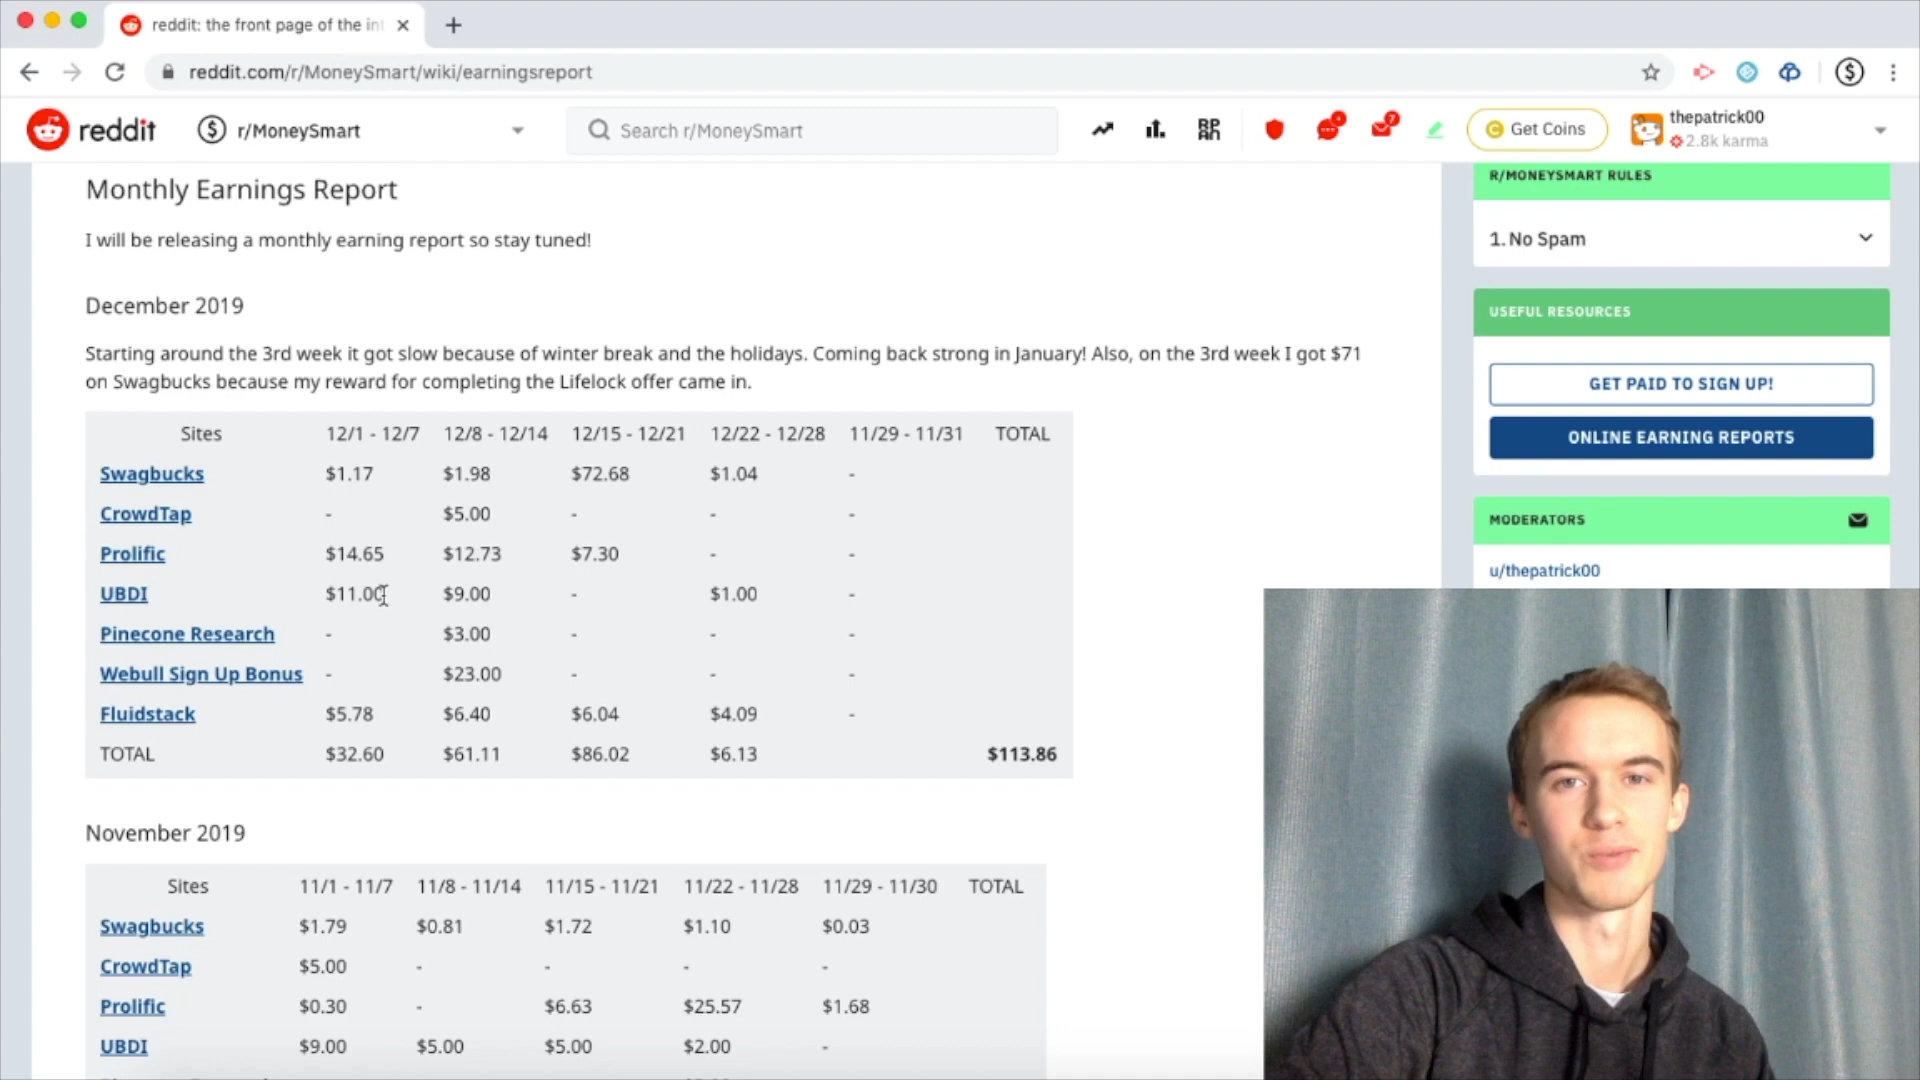 reddit: the front page of the int
reddit.com/r/MoneySmart/wiki/earningsreport
reddit
r/MoneySmart
Search r/MoneySmart
RPAN
7
Get Coins
thepatrick00
2.8k karma
Monthly Earnings Report
I will be releasing a monthly earning report so stay tuned!
December 2019
Starting around the 3rd week it got slow because of winter break and the holidays. Coming back strong in January! Also, on the 3rd week I got $71
on Swagbucks because my reward for completing the Lifelock offer came in.
Sites 12/1 - 12/7 12/8 - 12/14 12/15 - 12/21 12/22 - 12/28 11/29 - 11/31 TOTAL
Swagbucks $1.17 $1.98 $72.68 $1.04 -
CrowdTap - $5.00 - - -
Prolific $14.65 $12.73 $7.30 - -
UBDI $11.00 $9.00 - $1.00 -
Pinecone Research - $3.00 - - -
Webull Sign Up Bonus - $23.00 - - -
Fluidstack $5.78 $6.40 $6.04 $4.09 -
TOTAL $32.60 $61.11 $86.02 $6.13 $113.86
November 2019
Sites 11/1 - 11/7 11/8 - 11/14 11/15 - 11/21 11/22 - 11/28 11/29 - 11/30 TOTAL
Swagbucks $1.79 $0.81 $1.72 $1.10 $0.03
CrowdTap $5.00 - - - -
Prolific $0.30 - $6.63 $25.57 $1.68
UBDI $9.00 $5.00 $5.00 $2.00 -
R/MONEYSMART RULES
1. No Spam
USEFUL RESOURCES
GET PAID TO SIGN UP!
ONLINE EARNING REPORTS
MODERATORS
u/thepatrick00